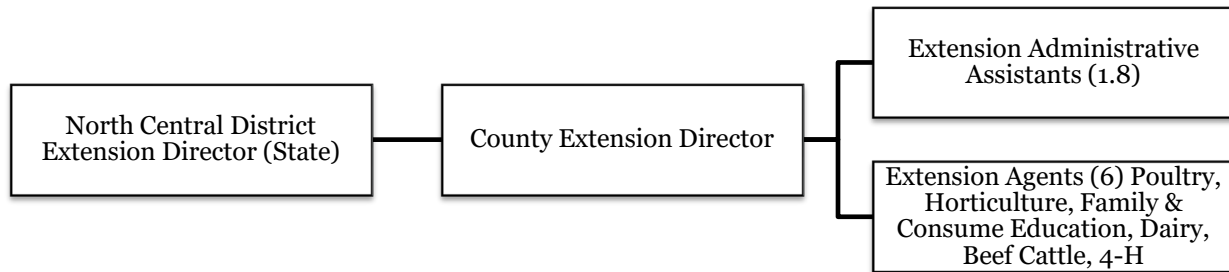 North Central District
Extension Director (State)
County Extension Director
Extension Administrative
Assistants (1.8)
Extension Agents (6) Poultry,
Horticulture, Family &
Consume Education, Dairy,
Beef Cattle, 4-H